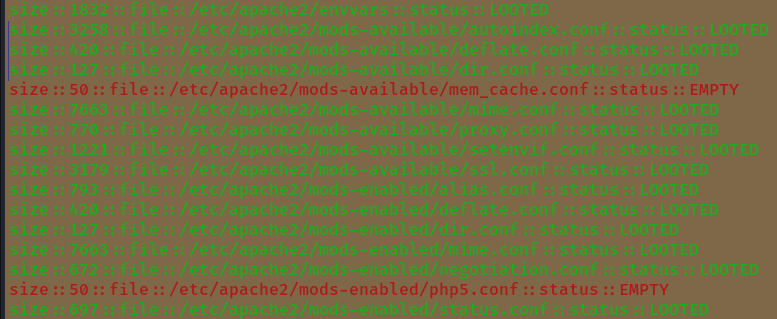 size::1832::file::/etc/apache2/envvars::status::LOOTED
size::3258::file::/etc/apache2/mods-available/autoindex.conf::status::LOOTED
size::420::file::/etc/apache2/mods-available/deflate.conf::status::LOOTED
size::127::file::/etc/apache2/mods-available/dir.conf::status::LOOTED
size::50::file::/etc/apache2/mods-available/mem_cache.conf::status::EMPTY
size::7663::file::/etc/apache2/mods-available/mime.conf::status::LOOTED
size::770::file::/etc/apache2/mods-available/proxy.conf::status::LOOTED
size::1221::file::/etc/apache2/mods-available/setenvif.conf::status::LOOTED
size::3179::file::/etc/apache2/mods-available/ssl.conf::status::LOOTED
size::798::file::/etc/apache2/mods-enabled/alias.conf::status::LOOTED
size::420::file::/etc/apache2/mods-enabled/deflate.conf::status::LOOTED
size::127::file::/etc/apache2/mods-enabled/dir.conf::status::LOOTED
size::7663::file::/etc/apache2/mods-enabled/mime.conf::status::LOOTED
size::672::file::/etc/apache2/mods-enabled/negotiation.conf::status::LOOTED
size::50::file::/etc/apache2/mods-enabled/php5.conf::status::EMPTY
size::697::file::/etc/apache2/mods-enabled/status.conf::status::LOOTED